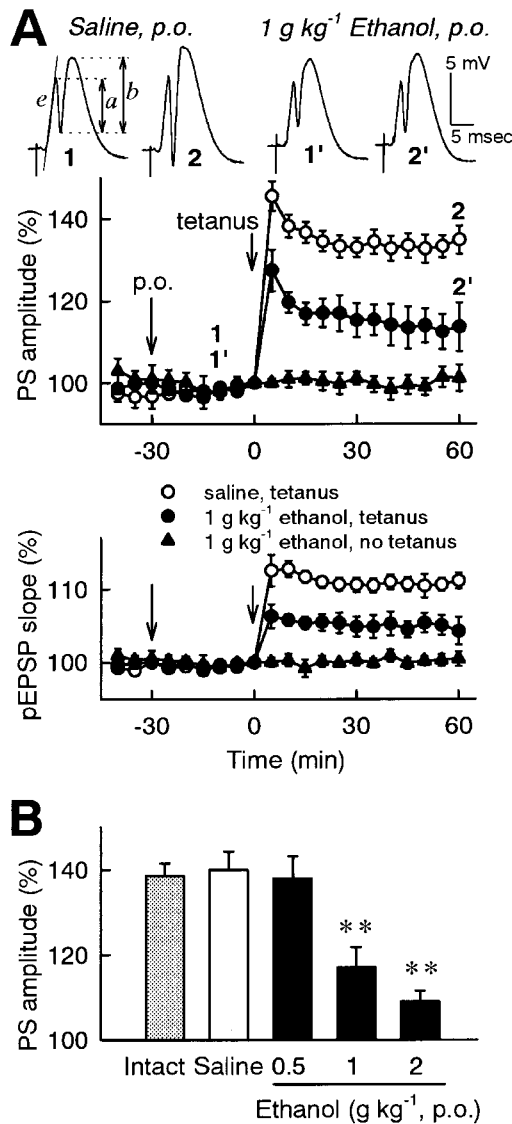 A
Saline, p.o.
1 g kg⁻¹ Ethanol, p.o.
e
a
b
5 mV
5 msec
1
2
1'
2'
PS amplitude (%)
140
120
100
tetanus
p.o.
1
1'
2
2'
-30
0
30
60
saline, tetanus
1 g kg⁻¹ ethanol, tetanus
1 g kg⁻¹ ethanol, no tetanus
pEPSP slope (%)
110
100
-30
0
30
60
Time (min)
B
PS amplitude (%)
140
120
100
**
**
Intact Saline 0.5 1 2
Ethanol (g kg⁻¹, p.o.)